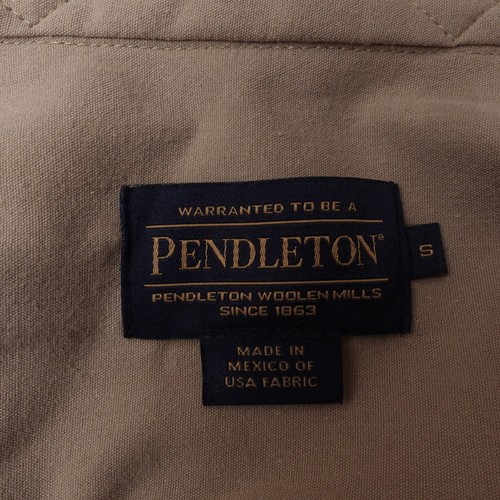 WARRANTED TO BE A
PENDLETON®
S
PENDLETON WOOLEN MILLS
SINCE 1863
MADE IN
MEXICO OF
USA FABRIC